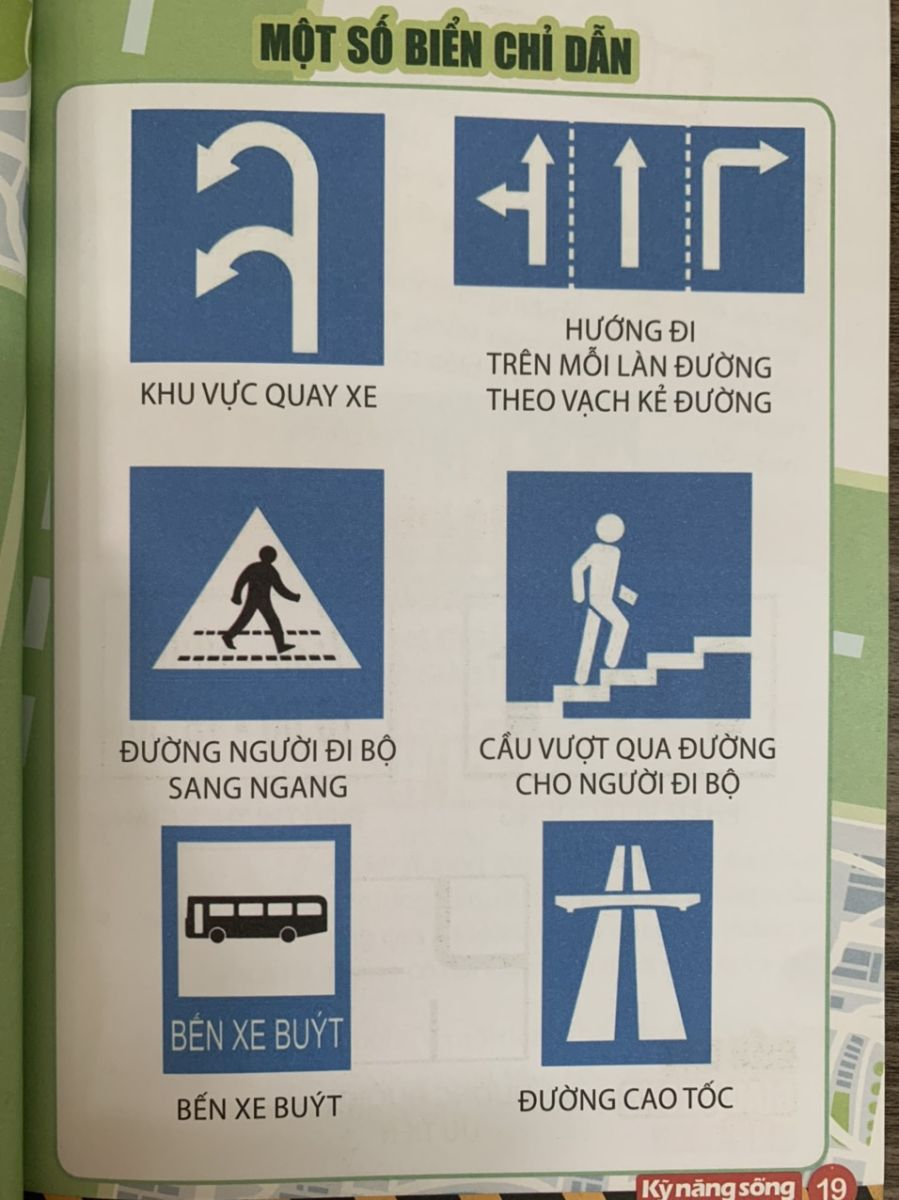 MỘT SỐ BIỂN CHỈ DẪN
KHU VỰC QUAY XE
HƯỚNG ĐI
TRÊN MỖI LÀN ĐƯỜNG
THEO VẠCH KẺ ĐƯỜNG
ĐƯỜNG NGƯỜI ĐI BỘ
SANG NGANG
CẦU VƯỢT QUA ĐƯỜNG
CHO NGƯỜI ĐI BỘ
BẾN XE BUÝT
BẾN XE BUÝT
ĐƯỜNG CAO TỐC
Kỹ năng sống 19